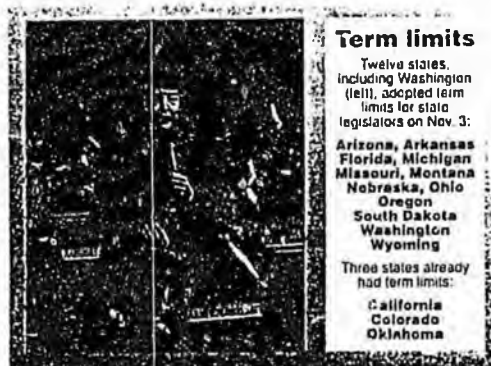 Term limits
Twelve states,
including Washington
(left), adopted term
limits for state
legislators on Nov. 3:
Arizona, Arkansas
Florida, Michigan
Missouri, Montana
Nebraska, Ohio
Oregon
South Dakota
Washington
Wyoming
Three states already
had term limits:
California
Colorado
Oklahoma